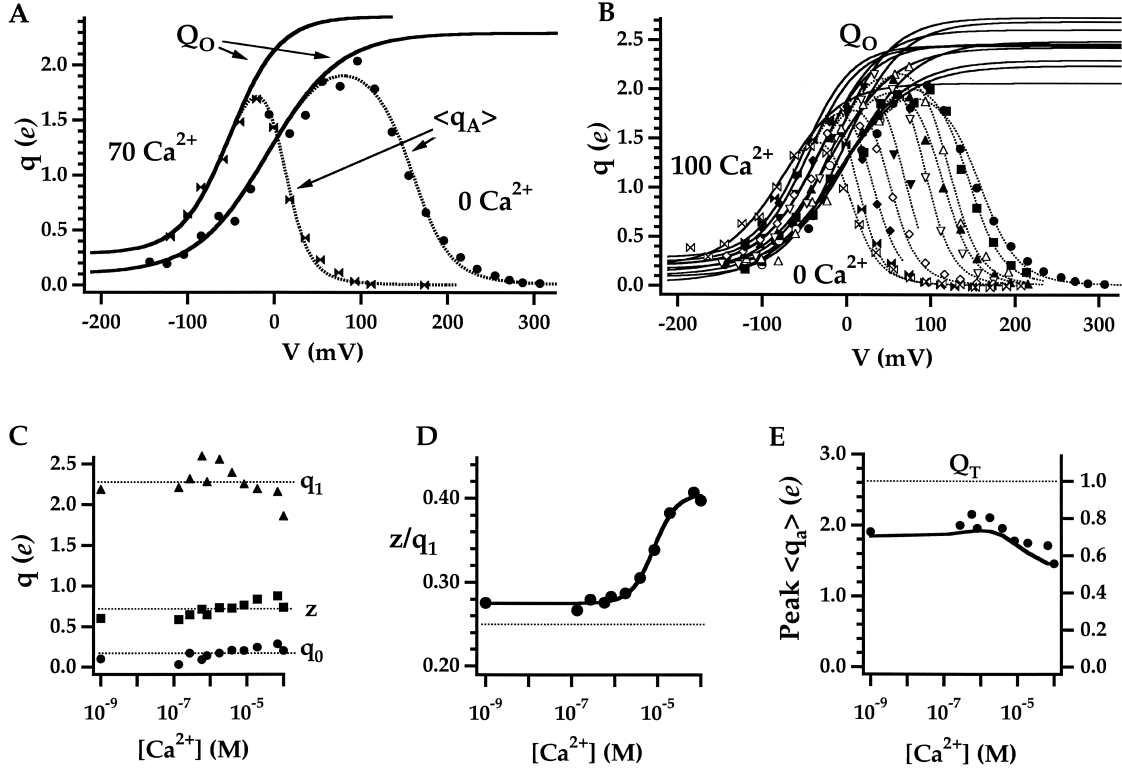 A
B
Q_O
Q_O
2.0
1.5
1.0
0.5
0.0
q (e)
70 Ca²⁺
<q_A>
0 Ca²⁺
-200
-100
0
100
200
300
V (mV)
2.5
2.0
1.5
1.0
0.5
0.0
q (e)
100 Ca²⁺
0 Ca²⁺
-200
-100
0
100
200
300
V (mV)
C
D
E
2.5
2.0
1.5
1.0
0.5
0.0
q (e)
q₁
z
q₀
10⁻⁹
10⁻⁷
10⁻⁵
[Ca²⁺] (M)
0.40
0.30
0.20
z/q₁
10⁻⁹
10⁻⁷
10⁻⁵
[Ca²⁺] (M)
3.0
2.0
1.0
0.0
Peak <q_a> (e)
Q_T
1.0
0.8
0.6
0.4
0.2
0.0
10⁻⁹
10⁻⁷
10⁻⁵
[Ca²⁺] (M)